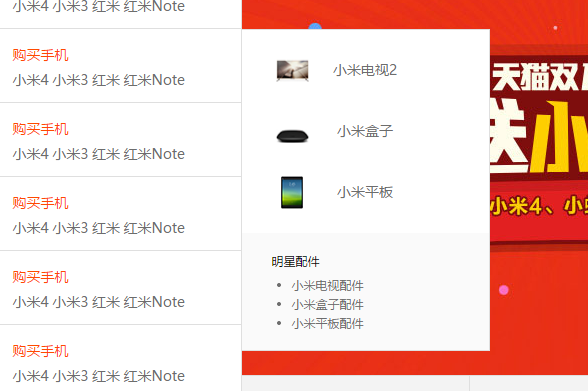 小米4 小米3 红米 红米Note
购买手机
小米4 小米3 红米 红米Note
购买手机
小米4 小米3 红米 红米Note
购买手机
小米4 小米3 红米 红米Note
购买手机
小米4 小米3 红米 红米Note
购买手机
小米4 小米3 红米 红米Note
小米电视2
小米盒子
小米平板
明星配件
小米电视配件
小米盒子配件
小米平板配件
天猫双
送小
小米4、小